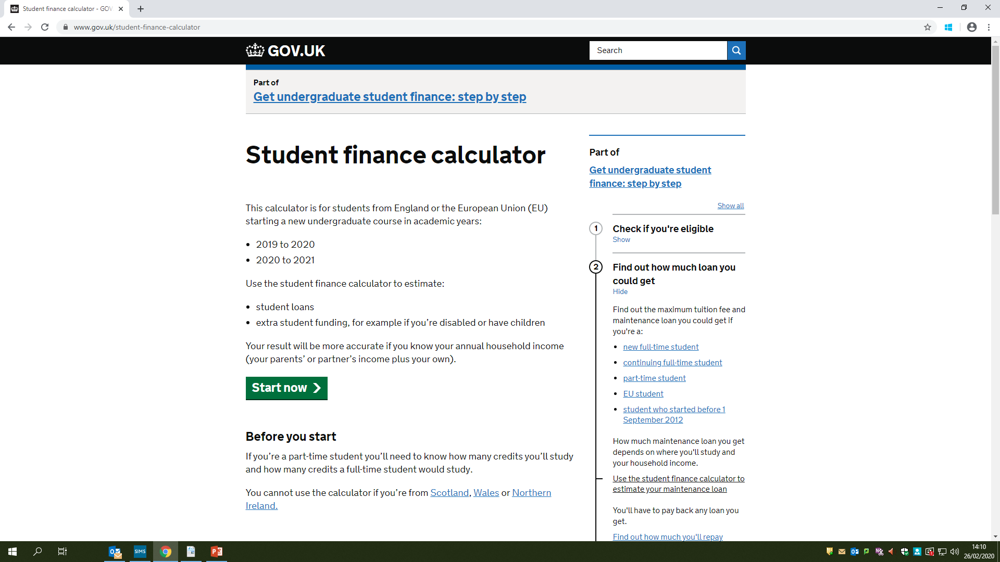 Student finance calculator - GOV
www.gov.uk/student-finance-calculator
GOV.UK
Search
Part of
Get undergraduate student finance: step by step
Student finance calculator
This calculator is for students from England or the European Union (EU)
starting a new undergraduate course in academic years:
• 2019 to 2020
• 2020 to 2021
Use the student finance calculator to estimate:
• student loans
• extra student funding, for example if you’re disabled or have children
Your result will be more accurate if you know your annual household income
(your parents’ or partner’s income plus your own).
Start now
Before you start
If you’re a part-time student you’ll need to know how many credits you’ll study
and how many credits a full-time student would study.
You cannot use the calculator if you’re from Scotland, Wales or Northern
Ireland.
Part of
Get undergraduate student
finance: step by step
Show all
1 Check if you're eligible
Show
2 Find out how much loan you
could get
Hide
Find out the maximum tuition fee and
maintenance loan you could get if
you're a:
• new full-time student
• continuing full-time student
• part-time student
• EU student
• student who started before 1
September 2012
How much maintenance loan you get
depends on where you'll study and
your household income.
Use the student finance calculator to
estimate your maintenance loan
You'll have to pay back any loan you
get.
Find out how much you'll repay
SIMS
14:10
26/02/2020